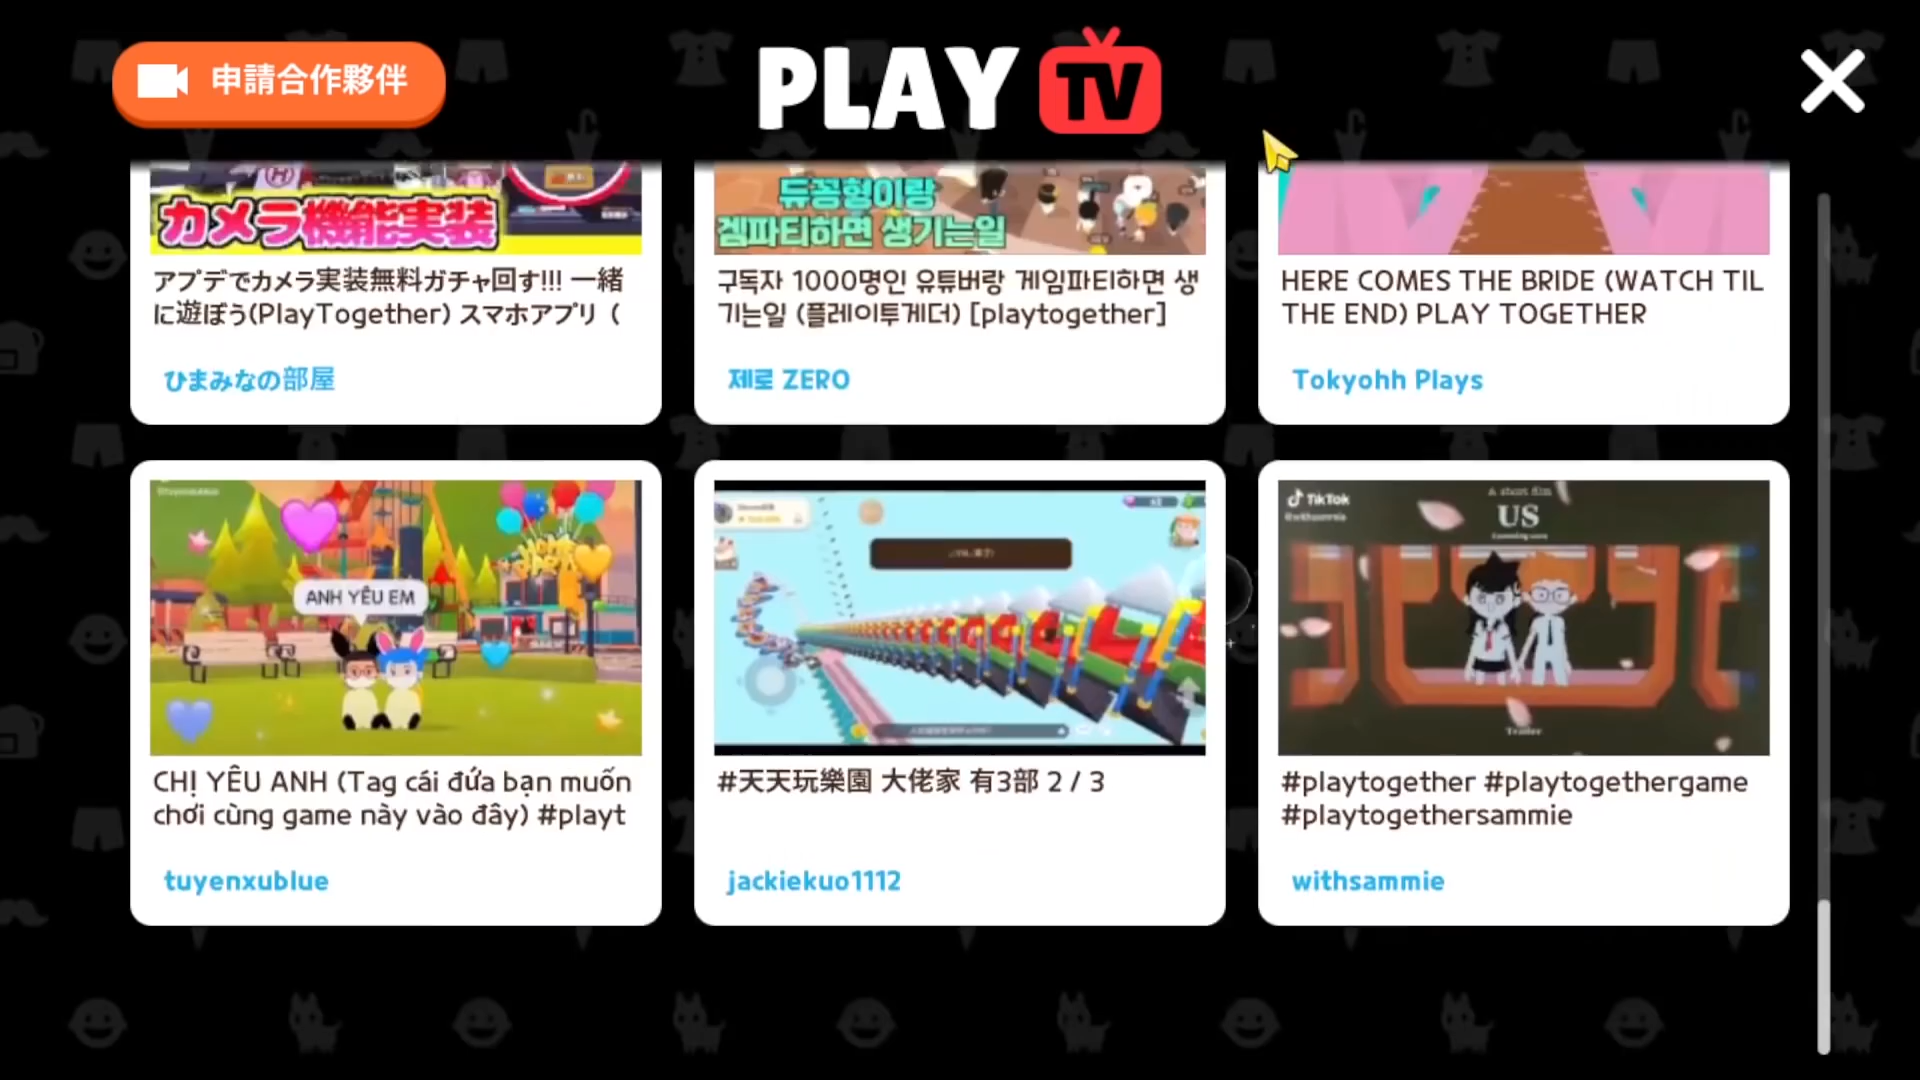 申請合作夥伴
PLAY TV
カメラ機能実装
アプデでカメラ実装無料ガチャ回す!!! 一緒
に遊ぼう(PlayTogether) スマホアプリ (
ひまみなの部屋
듀꽁형이랑
겜파티하면 생기는일
구독자 1000명인 유튜버랑 게임파티하면 생
기는일 (플레이투게더) [playtogether]
제로 ZERO
HERE COMES THE BRIDE (WATCH TIL
THE END) PLAY TOGETHER
Tokyohh Plays
ANH YÊU EM
CHỊ YÊU ANH (Tag cái đứa bạn muốn
chơi cùng game này vào đây) #playt
tuyenxublue
#天天玩樂園 大佬家 有3部 2 / 3
jackiekuo1112
TikTok
@withsammie
A short film
US
Trailer
#playtogether #playtogethergame
#playtogethersammie
withsammie